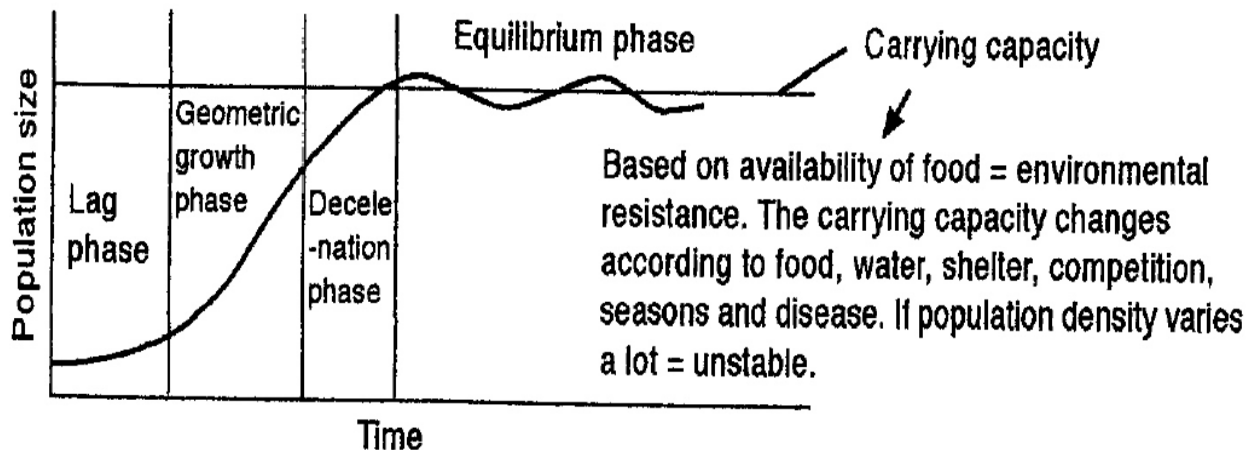 Equilibrium phase
Carrying capacity
Population size
Geometric
growth
phase
Lag
phase
Decele
-nation
phase
Based on availability of food = environmental
resistance. The carrying capacity changes
according to food, water, shelter, competition,
seasons and disease. If population density varies
a lot = unstable.
Time